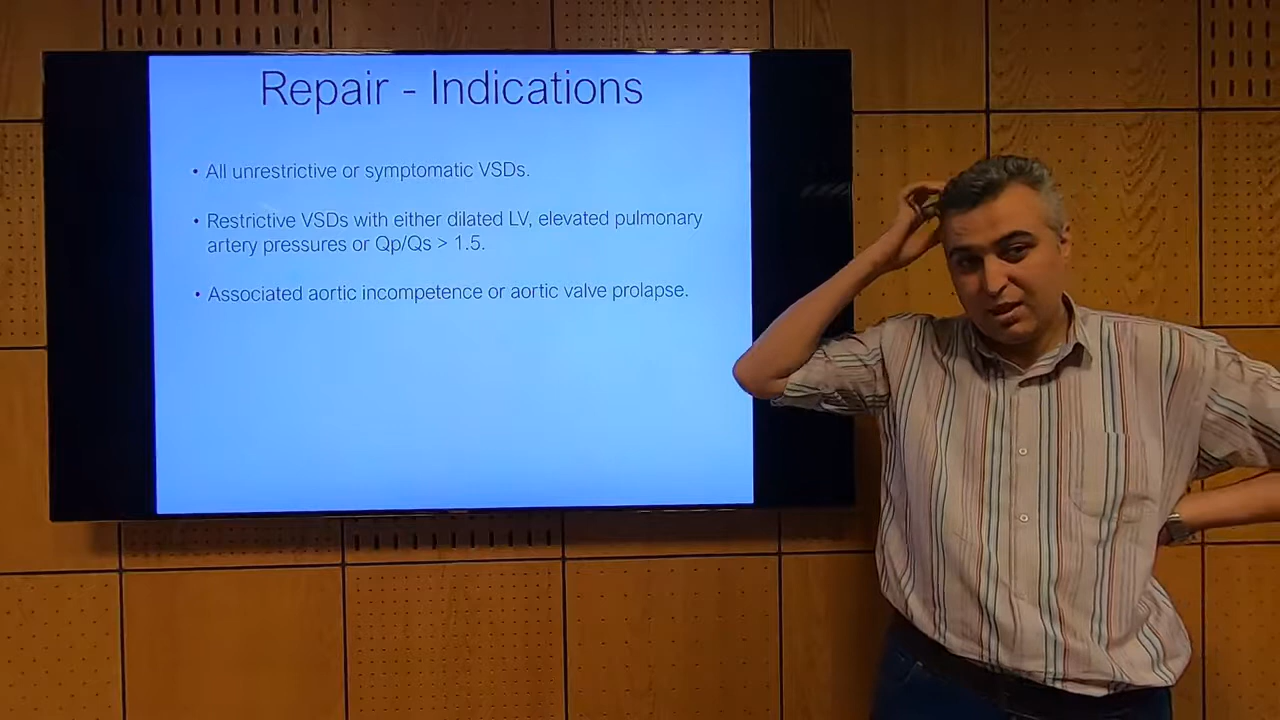 Repair - Indications
• All unrestrictive or symptomatic VSDs.
• Restrictive VSDs with either dilated LV, elevated pulmonary
artery pressures or Qp/Qs > 1.5.
• Associated aortic incompetence or aortic valve prolapse.